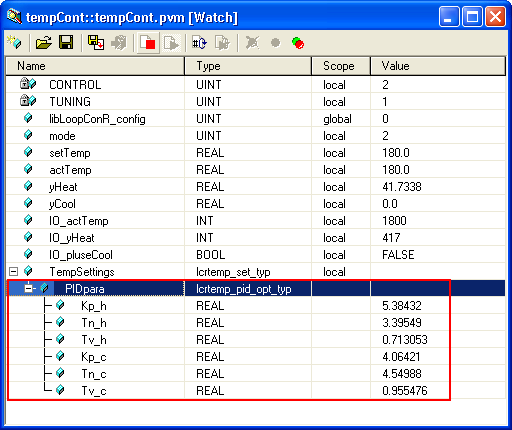 tempCont::tempCont.pvm [Watch]
Name Type Scope Value
CONTROL UINT local 2
TUNING UINT local 1
libLoopConR_config UINT global 0
mode UINT local 2
setTemp REAL local 180.0
actTemp REAL local 180.0
yHeat REAL local 41.7338
yCool REAL local 0.0
IO_actTemp INT local 1800
IO_yHeat INT local 417
IO_pluseCool BOOL local FALSE
TempSettings lcrtemp_set_typ local
PIDpara lcrtemp_pid_opt_typ
Kp_h REAL 5.38432
Tn_h REAL 3.39549
Tv_h REAL 0.713053
Kp_c REAL 4.06421
Tn_c REAL 4.54988
Tv_c REAL 0.955476